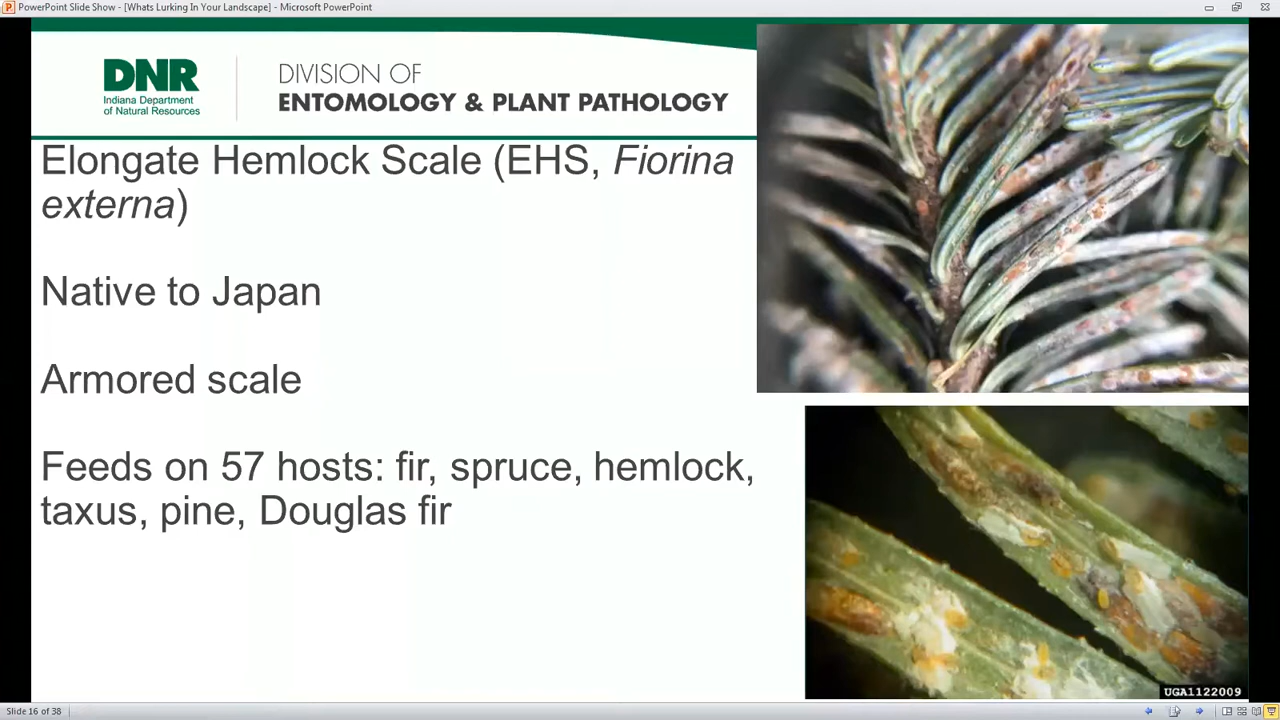 PowerPoint Slide Show - [Whats Lurking In Your Landscape] - Microsoft PowerPoint
DNR
Indiana Department
of Natural Resources
DIVISION OF
ENTOMOLOGY & PLANT PATHOLOGY
Elongate Hemlock Scale (EHS, Fiorina
externa)
Native to Japan
Armored scale
Feeds on 57 hosts: fir, spruce, hemlock,
taxus, pine, Douglas fir
UGA1122009
Slide 16 of 38